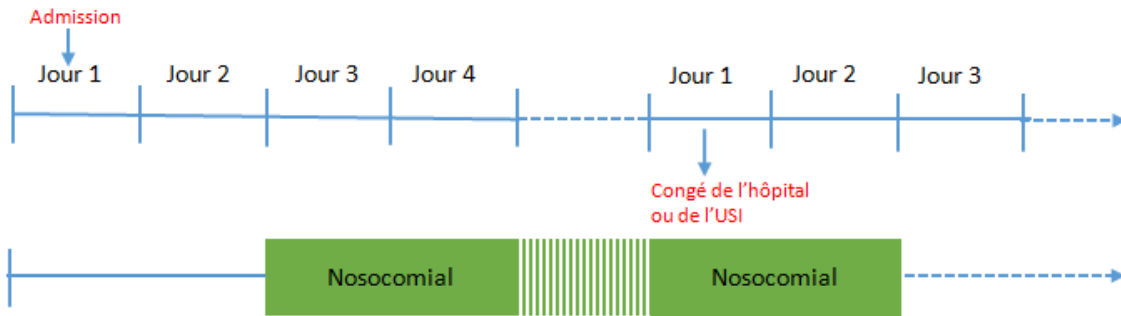 Admission
Jour 1
Jour 2
Jour 3
Jour 4
Jour 1
Jour 2
Jour 3
Congé de l'hôpital
ou de l'USI
Nosocomial
Nosocomial